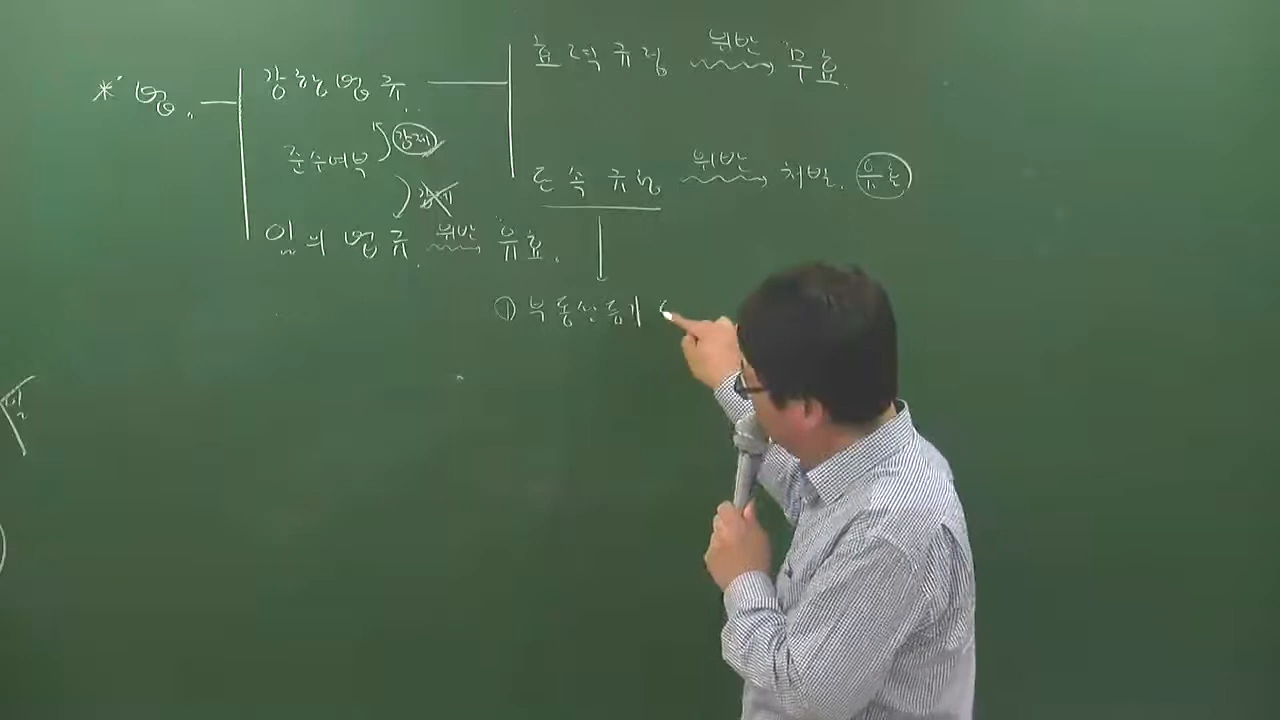 * 법. 강행법규
준수여부 강제
강제
임의 법규 위반 유효.
효력규정 위반 무효.
단속규정 위반 처벌. 유효
① 부동산등기